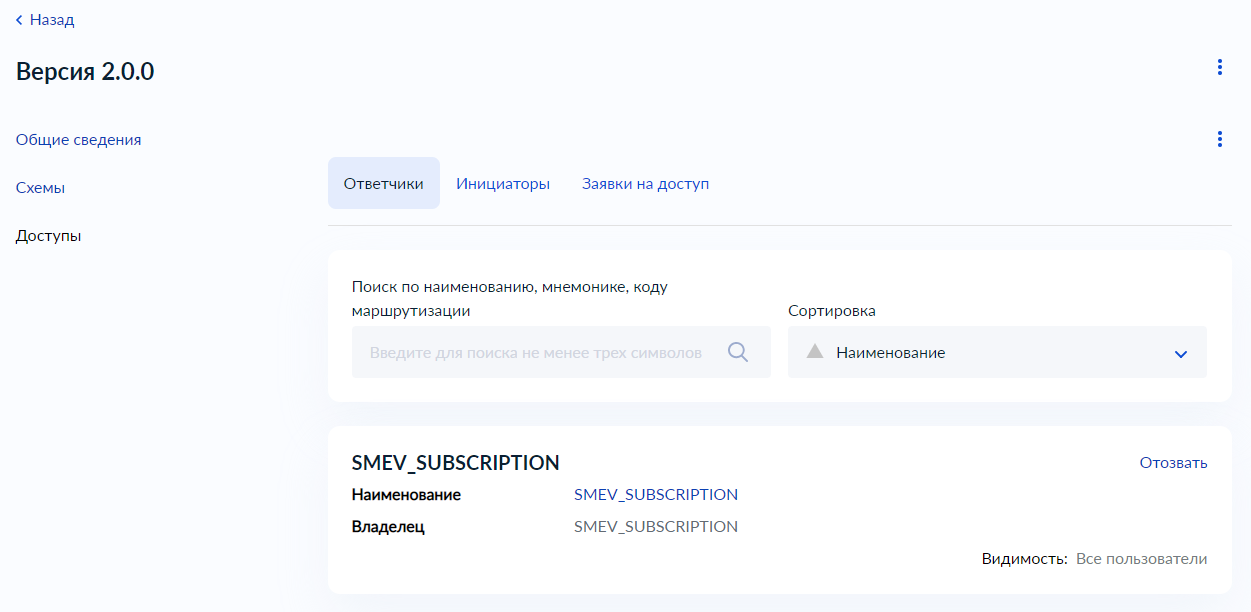 Назад
Версия 2.0.0
Общие сведения
Схемы
Доступы
Ответчики Инициаторы Заявки на доступ
Поиск по наименованию, мнемонике, коду
маршрутизации
Введите для поиска не менее трех символов
Сортировка
Наименование
SMEV_SUBSCRIPTION Отозвать
Наименование SMEV_SUBSCRIPTION
Владелец SMEV_SUBSCRIPTION
Видимость: Все пользователи